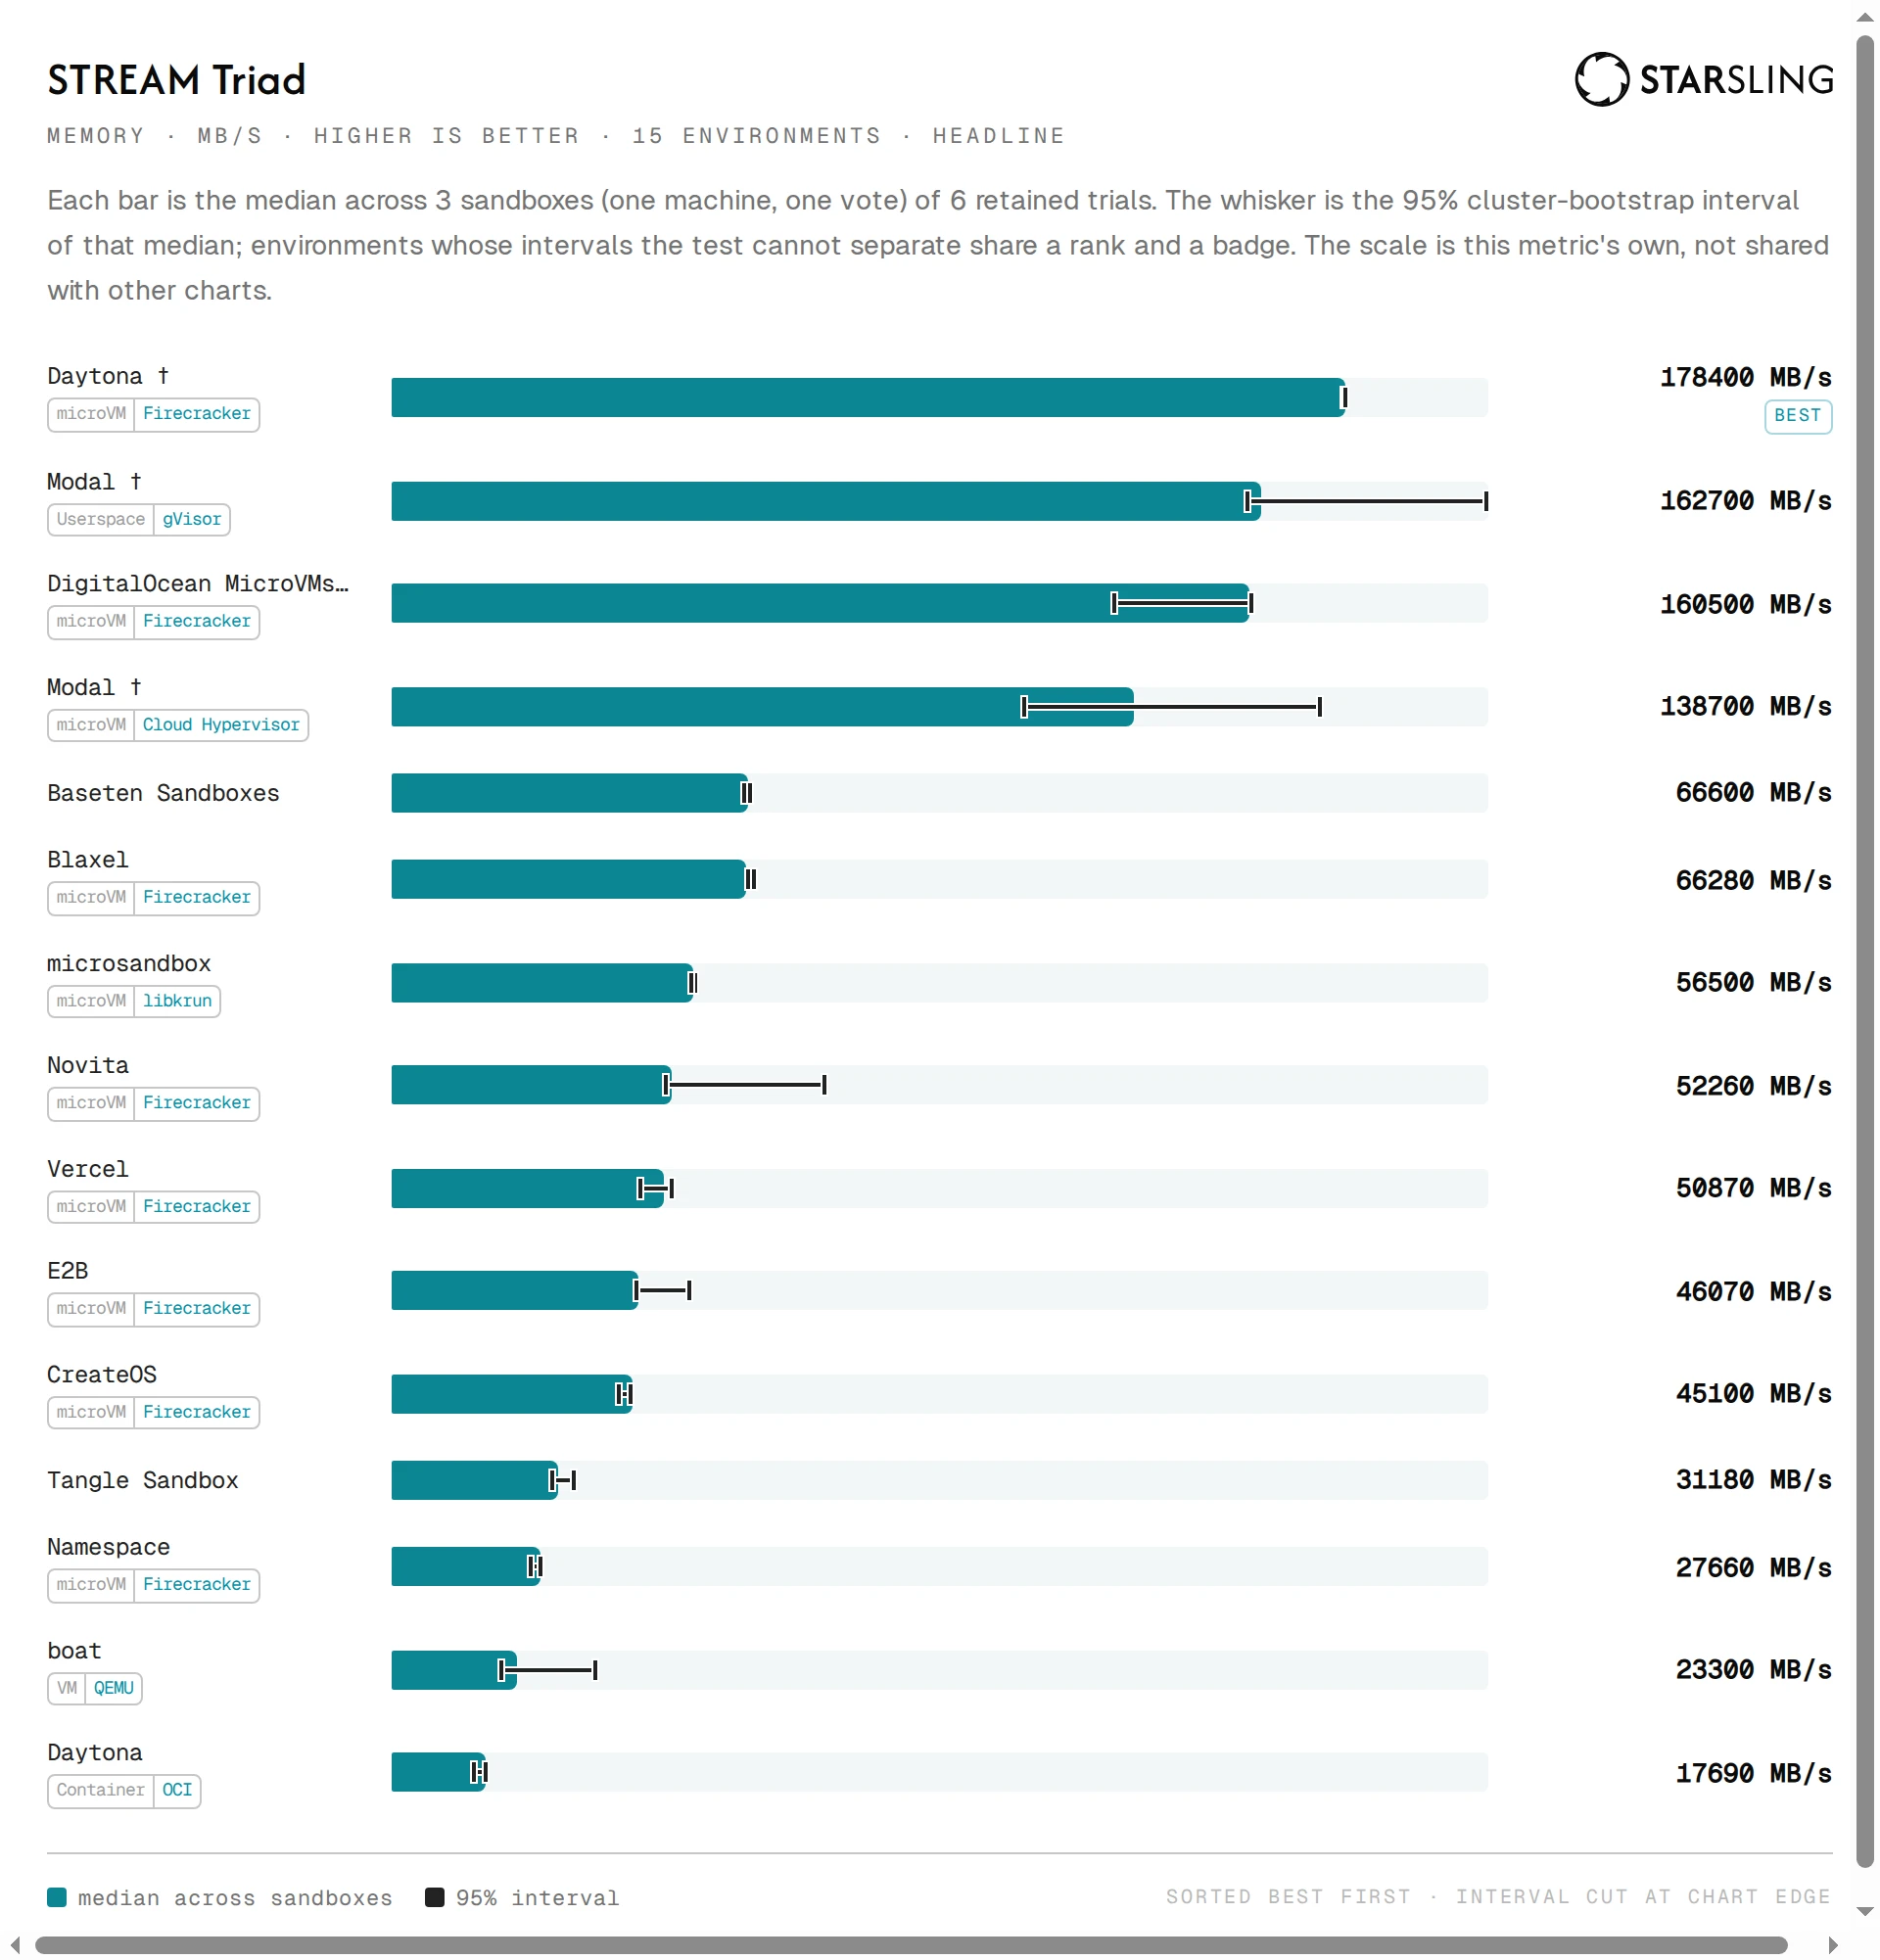 STREAM Triad
STARSLING
MEMORY · MB/S · HIGHER IS BETTER · 15 ENVIRONMENTS · HEADLINE
Each bar is the median across 3 sandboxes (one machine, one vote) of 6 retained trials. The whisker is the 95% cluster-bootstrap interval
of that median; environments whose intervals the test cannot separate share a rank and a badge. The scale is this metric's own, not shared
with other charts.
Daytona †
microVM Firecracker
178400 MB/s
BEST
Modal †
Userspace gVisor
162700 MB/s
DigitalOcean MicroVMs…
microVM Firecracker
160500 MB/s
Modal †
microVM Cloud Hypervisor
138700 MB/s
Baseten Sandboxes
66600 MB/s
Blaxel
microVM Firecracker
66280 MB/s
microsandbox
microVM libkrun
56500 MB/s
Novita
microVM Firecracker
52260 MB/s
Vercel
microVM Firecracker
50870 MB/s
E2B
microVM Firecracker
46070 MB/s
CreateOS
microVM Firecracker
45100 MB/s
Tangle Sandbox
31180 MB/s
Namespace
microVM Firecracker
27660 MB/s
boat
VM QEMU
23300 MB/s
Daytona
Container OCI
17690 MB/s
median across sandboxes
95% interval
SORTED BEST FIRST · INTERVAL CUT AT CHART EDGE